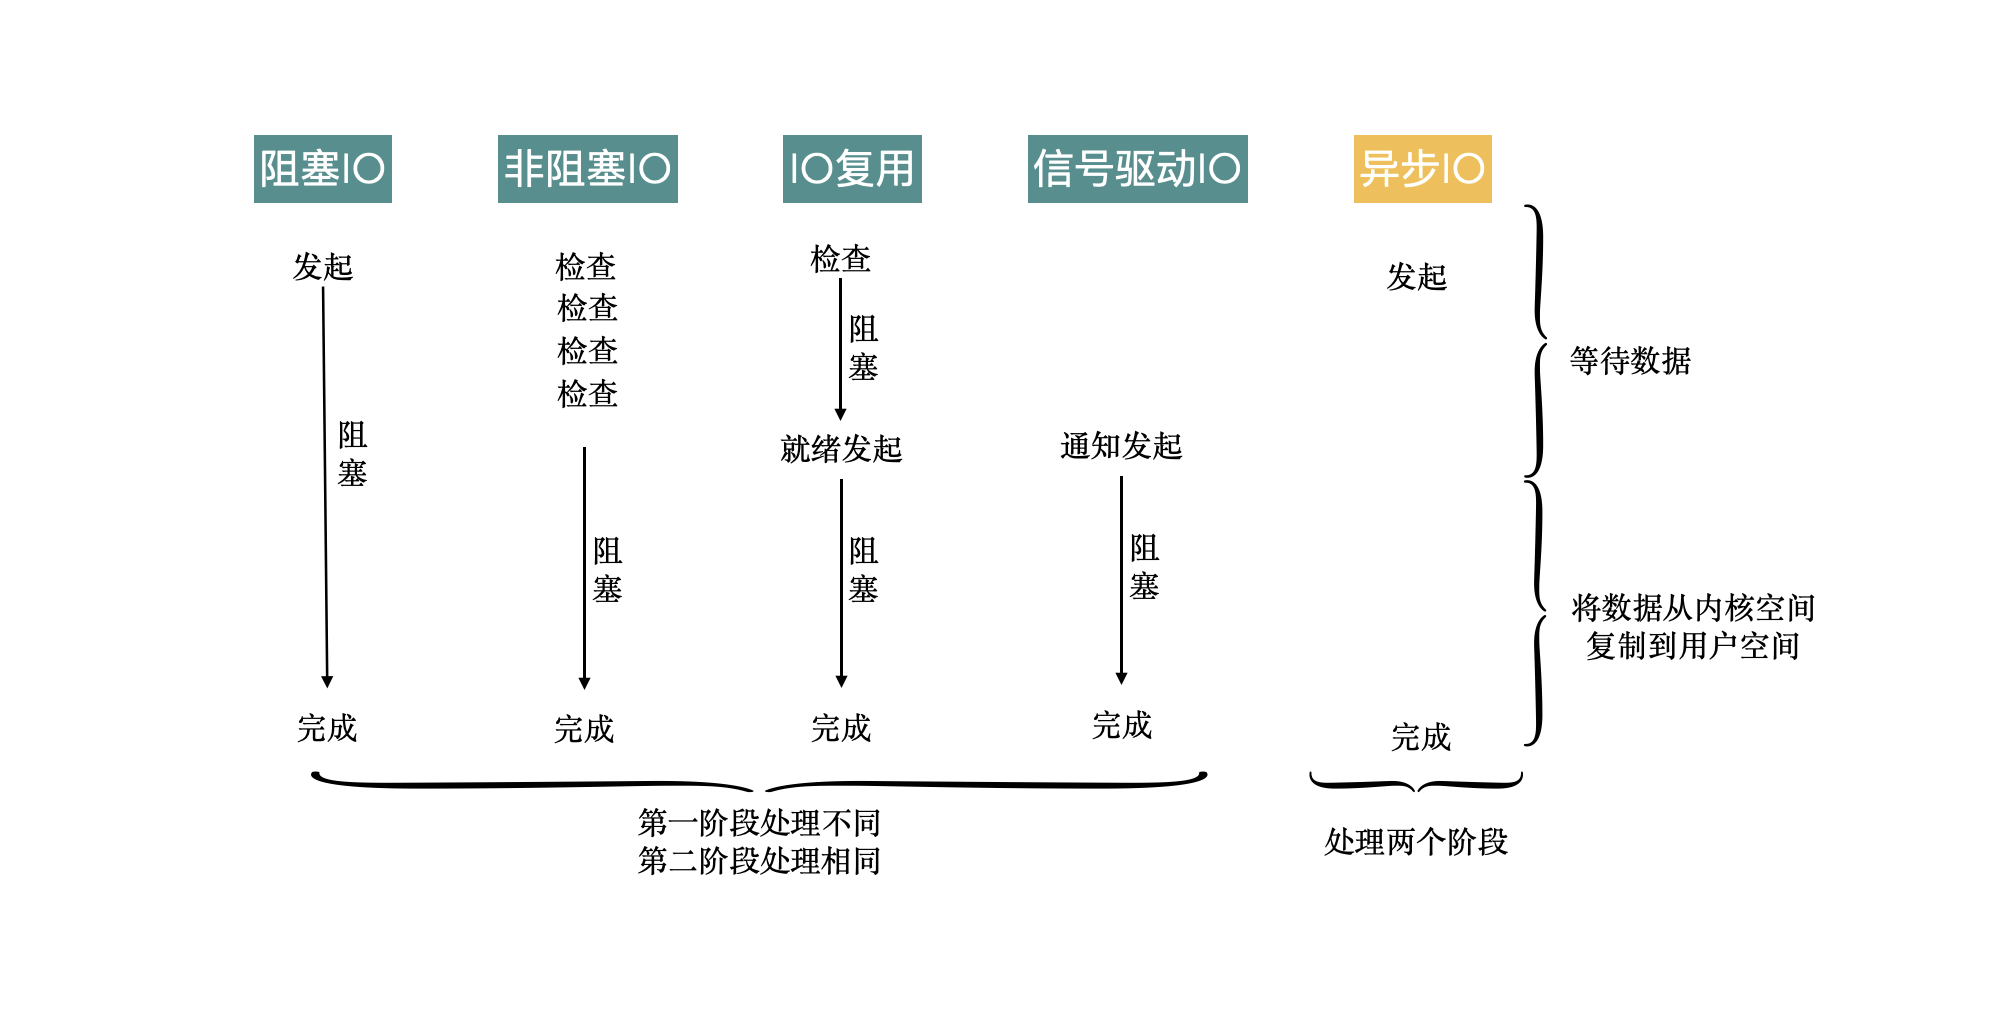 阻塞IO
非阻塞IO
IO复用
信号驱动IO
异步IO
发起
阻
塞
完成
检查
检查
检查
检查
阻
塞
完成
检查
阻
塞
就绪发起
阻
塞
完成
通知发起
阻
塞
完成
发起
完成
等待数据
将数据从内核空间
复制到用户空间
第一阶段处理不同
第二阶段处理相同
处理两个阶段